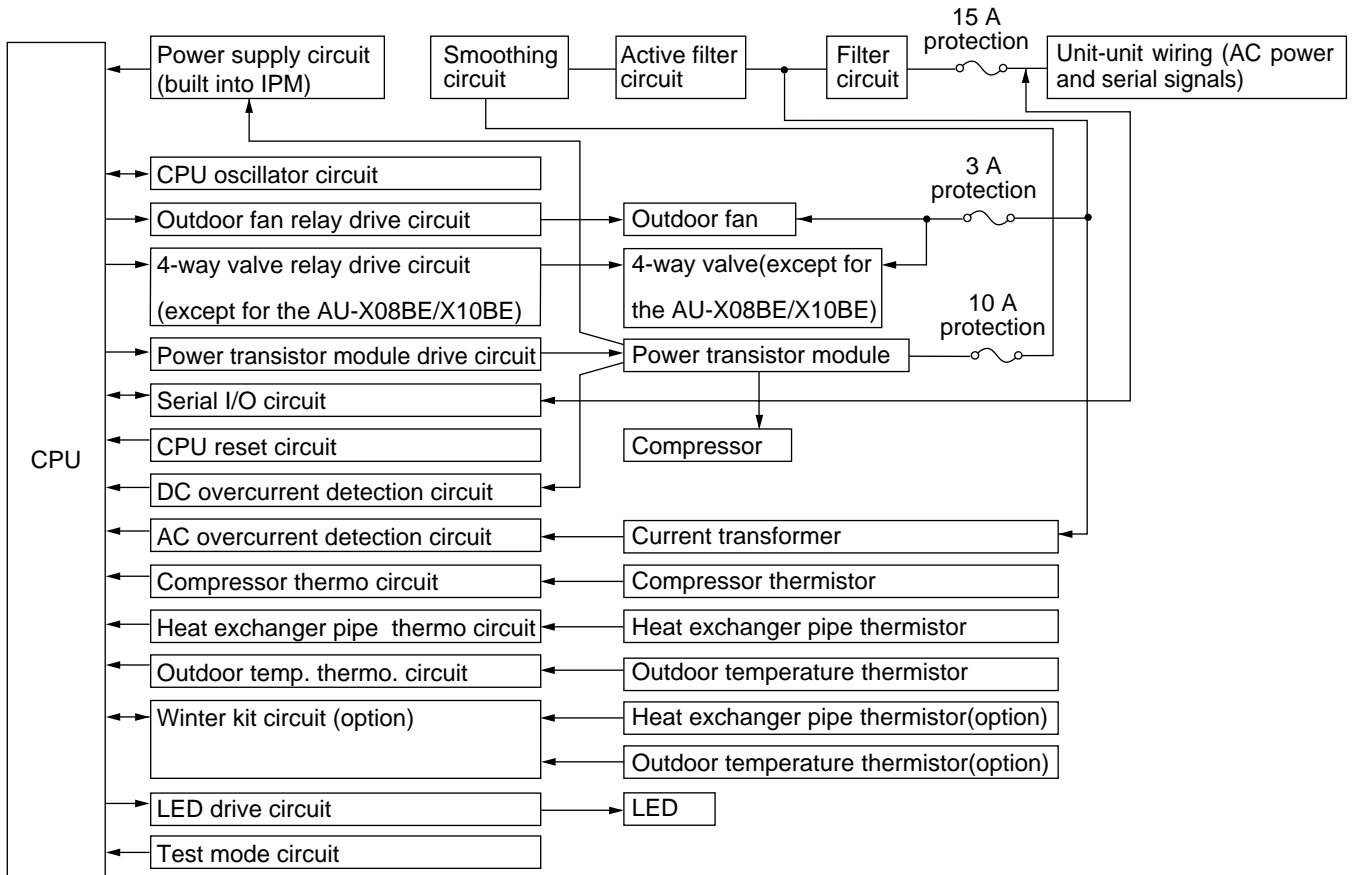 15 A
protection
Power supply circuit
(built into IPM)
Smoothing
circuit
Active filter
circuit
Filter
circuit
Unit-unit wiring (AC power
and serial signals)
CPU oscillator circuit
3 A
protection
Outdoor fan relay drive circuit
Outdoor fan
4-way valve relay drive circuit
(except for the AU-X08BE/X10BE)
4-way valve(except for
the AU-X08BE/X10BE)
10 A
protection
Power transistor module drive circuit
Power transistor module
Serial I/O circuit
CPU reset circuit
Compressor
CPU
DC overcurrent detection circuit
AC overcurrent detection circuit
Current transformer
Compressor thermo circuit
Compressor thermistor
Heat exchanger pipe  thermo circuit
Heat exchanger pipe thermistor
Outdoor temp. thermo. circuit
Outdoor temperature thermistor
Winter kit circuit (option)
Heat exchanger pipe thermistor(option)
Outdoor temperature thermistor(option)
LED drive circuit
LED
Test mode circuit